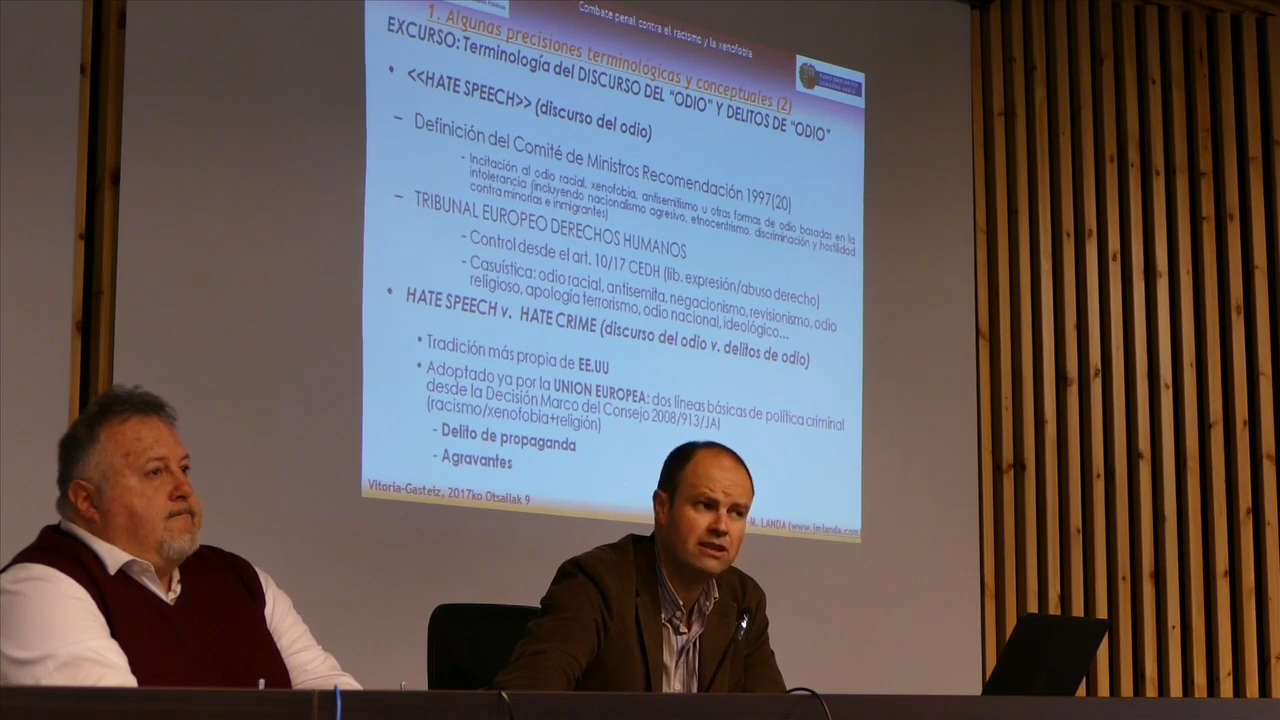 Combate penal contra el racismo y la xenofobia
1. Algunas precisiones terminológicas y conceptuales (2)
EXCURSO: Terminología del DISCURSO DEL "ODIO" Y DELITOS DE "ODIO"
• <<HATE SPEECH>> (discurso del odio)
– Definición del Comité de Ministros Recomendación 1997(20)
- Incitación al odio racial, xenofobia, antisemitismo u otras formas de odio basadas en la
intolerancia (incluyendo nacionalismo agresivo, etnocentrismo, discriminación y hostilidad
contra minorias e inmigrantes)
– TRIBUNAL EUROPEO DERECHOS HUMANOS
- Control desde el art. 10/17 CEDH (lib. expresión/abuso derecho)
- Casuística: odio racial, antisemita, negacionismo, revisionismo, odio
religioso, apología terrorismo, odio nacional, ideológico...
• HATE SPEECH v. HATE CRIME (discurso del odio v. delitos de odio)
• Tradición más propia de EE.UU
• Adoptado ya por la UNION EUROPEA: dos líneas básicas de política criminal
desde la Decisión Marco del Consejo 2008/913/JAI
(racismo/xenofobia+religión)
- Delito de propaganda
- Agravantes
Vitoria-Gasteiz, 2017ko Otsailak 9
M. LANDA (www.jmlanda.com)